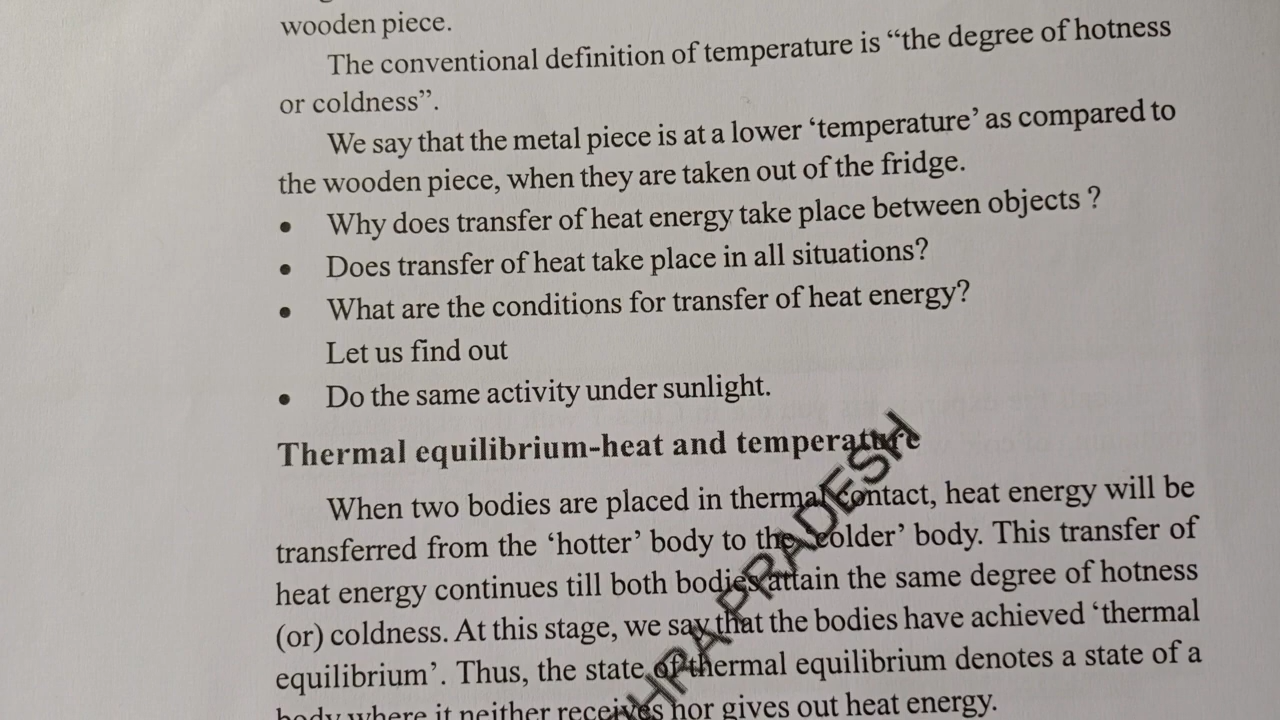 wooden piece.
The conventional definition of temperature is “the degree of hotness
or coldness”.
We say that the metal piece is at a lower ‘temperature’ as compared to
the wooden piece, when they are taken out of the fridge.
• Why does transfer of heat energy take place between objects ?
• Does transfer of heat take place in all situations?
• What are the conditions for transfer of heat energy?
Let us find out
• Do the same activity under sunlight.
Thermal equilibrium-heat and temperature
When two bodies are placed in thermal contact, heat energy will be
transferred from the ‘hotter’ body to the ‘colder’ body. This transfer of
heat energy continues till both bodies attain the same degree of hotness
(or) coldness. At this stage, we say that the bodies have achieved ‘thermal
equilibrium’. Thus, the state of thermal equilibrium denotes a state of a
body where it neither receives nor gives out heat energy.
PRADESH